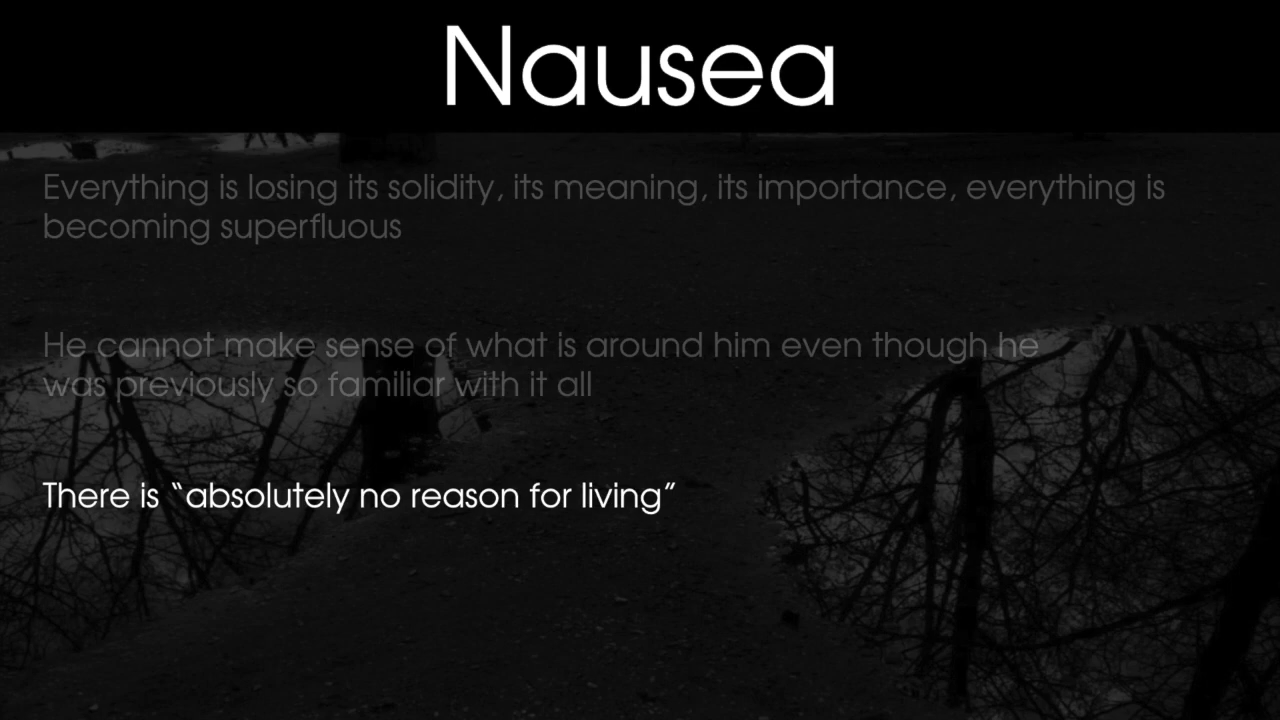 Nausea
Everything is losing its solidity, its meaning, its importance, everything is
becoming superfluous
He cannot make sense of what is around him even though he
was previously so familiar with it all
There is “absolutely no reason for living”